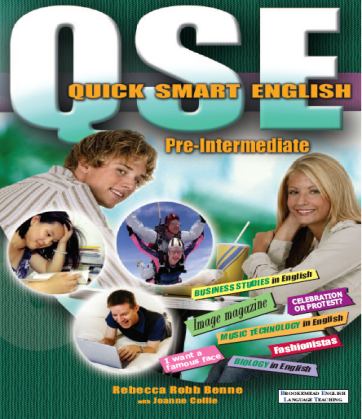 QSE
QUICK SMART ENGLISH
Pre-Intermediate
BUSINESS STUDIES in English
Image magazine
CELEBRATION
OR PROTEST?
MUSIC TECHNOLOGY in English
Fashionistas
I want a
famous face
BIOLOGY in English
Rebecca Robb Benne
with Joanne Collie
BROOKEMEAD ENGLISH
LANGUAGE TEACHING